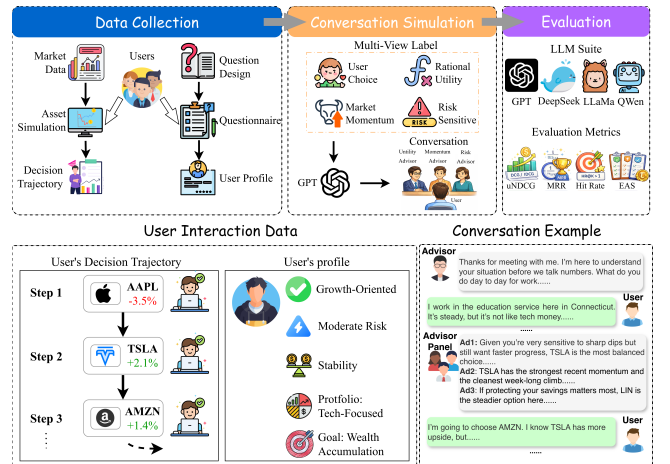 Data Collection
Conversation Simulation
Evaluation
Market
Data
Users
Question
Design
Asset
Simulation
Questionnaire
Decision
Trajectory
User Profile
Multi-View Label
User
Choice
Rational
Utility
Market
Momentum
Risk
Sensitive
RISK
Conversation
Utility
Advisor
Momentum
Advisor
Risk
Advisor
GPT
User
LLM Suite
GPT
DeepSeek
LLaMa
QWen
Evaluation Metrics
uNDCG
MRR
Hit Rate
EAS
User Interaction Data
User's Decision Trajectory
Step 1
AAPL
-3.5%
Step 2
TSLA
+2.1%
Step 3
AMZN
+1.4%
User's profile
Growth-Oriented
Moderate Risk
Stability
Protfolio:
Tech-Focused
Goal: Wealth
Accumulation
Conversation Example
Advisor
Thanks for meeting with me. I'm here to understand
your situation before we talk numbers. What do you
do day to day for work......
User
I work in the education service here in Connecticut.
It's steady, but it's not like tech money......
......
Advisor
Panel
Ad1: Given you're very sensitive to sharp dips but
still want faster progress, TSLA is the most balanced
choice......
Ad2: TSLA has the strongest recent momentum and
the cleanest week-long climb......
Ad3: If protecting your savings matters most, LIN is
the steadier option here......
User
I'm going to choose AMZN. I know TSLA has more
upside, but......
......